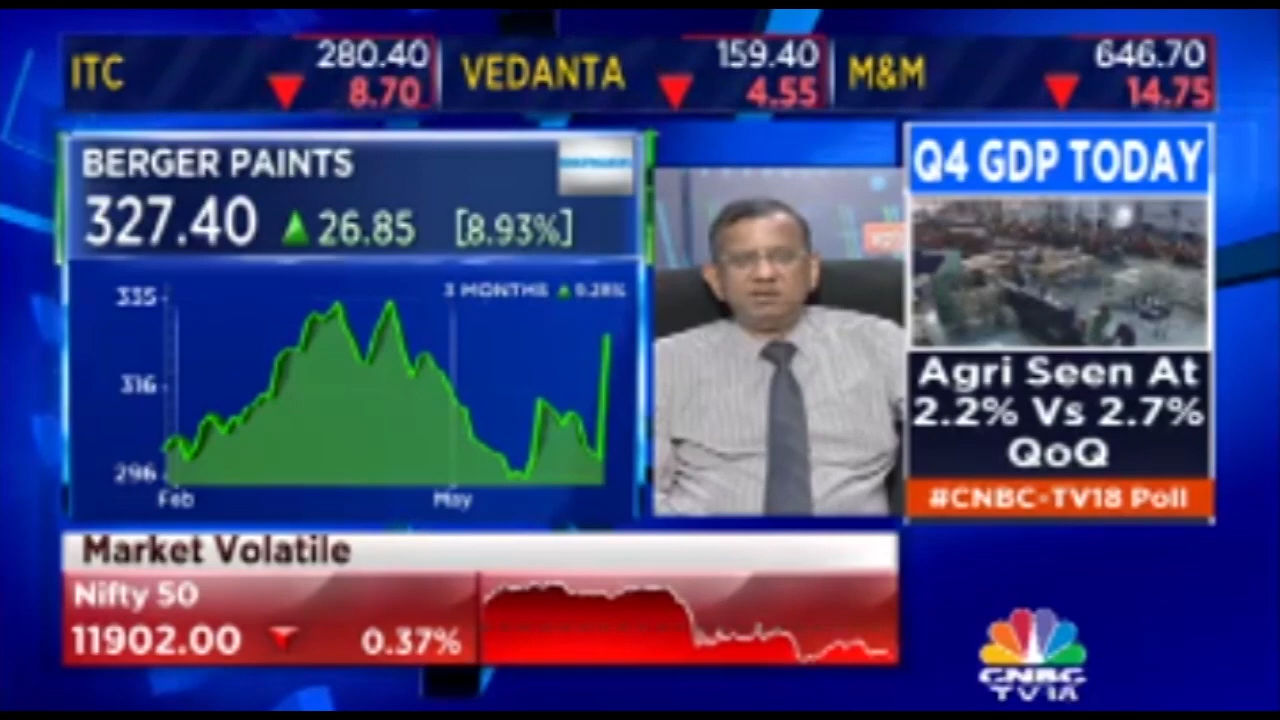 ITC
280.40
8.70
VEDANTA
159.40
4.55
M&M
646.70
14.75
BERGER PAINTS
327.40 26.85 [8.93%]
3 MONTHS 9.28%
335
316
296
Feb
May
Q4 GDP TODAY
Agri Seen At
2.2% Vs 2.7%
QoQ
#CNBC-TV18 Poll
Market Volatile
Nifty 50
11902.00 0.37%
CNBC
TV18